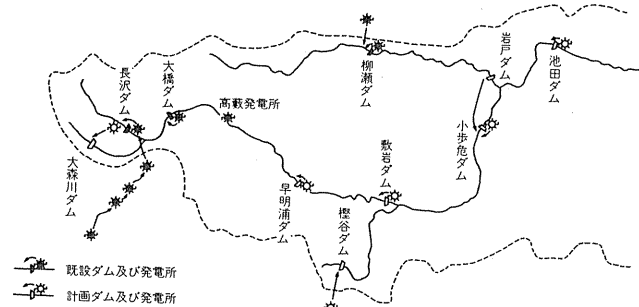 長沢ダム
大橋ダム
高藪発電所
大森川ダム
早明浦ダム
敷岩ダム
樫谷ダム
柳瀬ダム
岩戸ダム
池田ダム
小歩危ダム
既設ダム及び発電所
計画ダム及び発電所